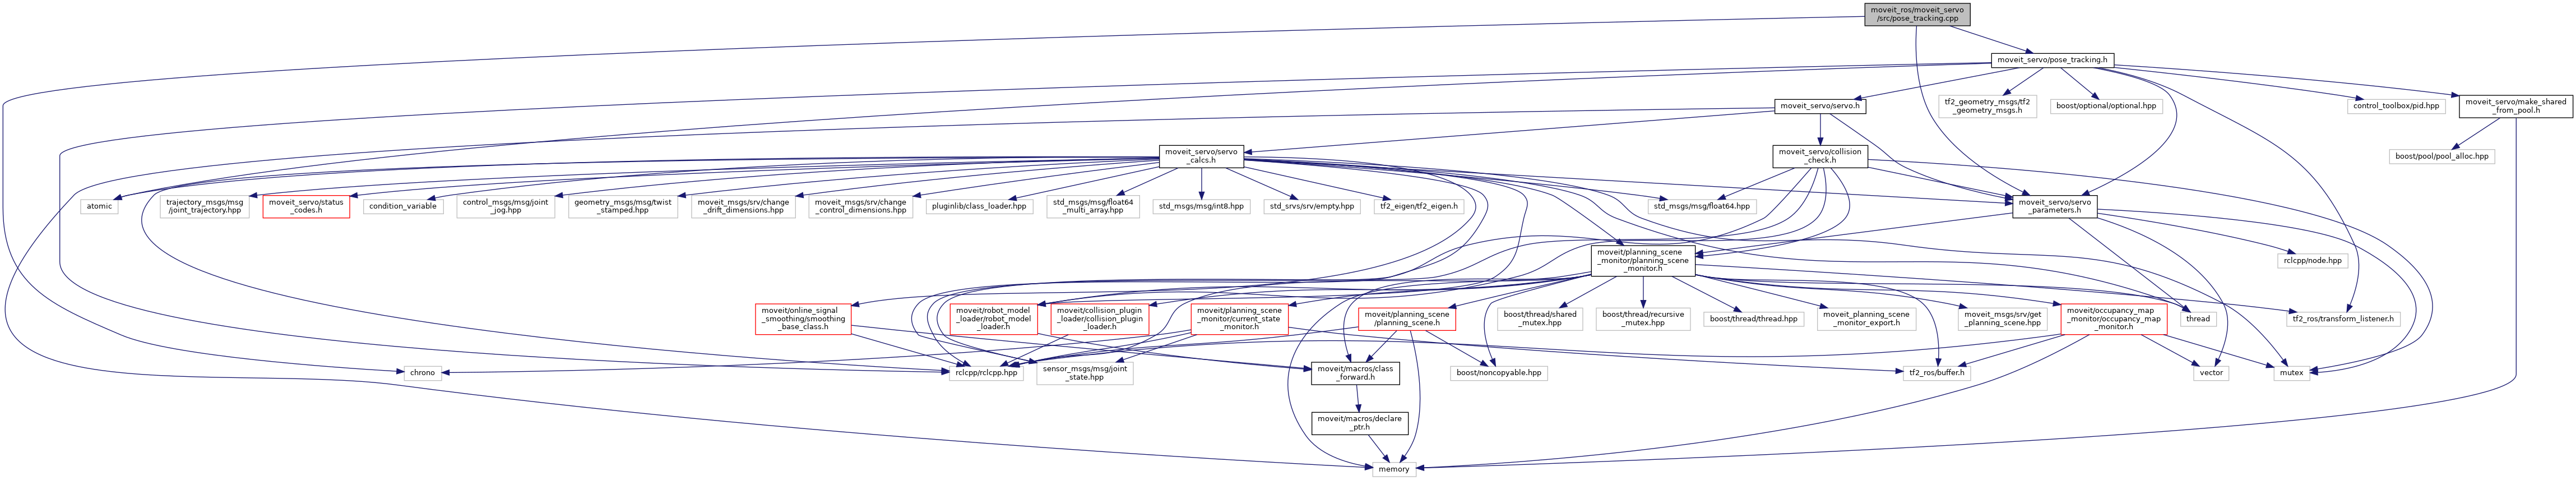 moveit_ros/moveit_servo
/src/pose_tracking.cpp
moveit_servo/pose_tracking.h
moveit_servo/servo.h
tf2_geometry_msgs/tf2
_geometry_msgs.h
boost/optional/optional.hpp
control_toolbox/pid.hpp
moveit_servo/make_shared
_from_pool.h
moveit_servo/servo
_calcs.h
moveit_servo/collision
_check.h
boost/pool/pool_alloc.hpp
atomic
trajectory_msgs/msg
/joint_trajectory.hpp
moveit_servo/status
_codes.h
condition_variable
control_msgs/msg/joint
_jog.hpp
geometry_msgs/msg/twist
_stamped.hpp
moveit_msgs/srv/change
_drift_dimensions.hpp
moveit_msgs/srv/change
_control_dimensions.hpp
pluginlib/class_loader.hpp
std_msgs/msg/float64
_multi_array.hpp
std_msgs/msg/int8.hpp
std_srvs/srv/empty.hpp
tf2_eigen/tf2_eigen.h
std_msgs/msg/float64.hpp
moveit_servo/servo
_parameters.h
moveit/planning_scene
_monitor/planning_scene
_monitor.h
rclcpp/node.hpp
moveit/online_signal
_smoothing/smoothing
_base_class.h
moveit/robot_model
_loader/robot_model
_loader.h
moveit/collision_plugin
_loader/collision_plugin
_loader.h
moveit/planning_scene
_monitor/current_state
_monitor.h
moveit/planning_scene
/planning_scene.h
boost/thread/shared
_mutex.hpp
boost/thread/recursive
_mutex.hpp
boost/thread/thread.hpp
moveit_planning_scene
_monitor_export.h
moveit_msgs/srv/get
_planning_scene.hpp
moveit/occupancy_map
_monitor/occupancy_map
_monitor.h
thread
tf2_ros/transform_listener.h
chrono
rclcpp/rclcpp.hpp
sensor_msgs/msg/joint
_state.hpp
moveit/macros/class
_forward.h
boost/noncopyable.hpp
tf2_ros/buffer.h
vector
mutex
moveit/macros/declare
_ptr.h
memory